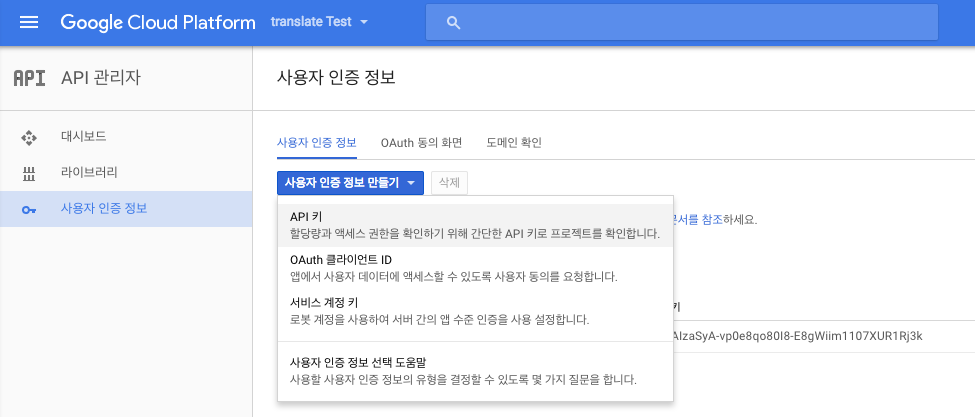 Google Cloud Platform translate Test
API API 관리자
사용자 인증 정보
대시보드
라이브러리
사용자 인증 정보
사용자 인증 정보 OAuth 동의 화면 도메인 확인
사용자 인증 정보 만들기 삭제
API 키
할당량과 액세스 권한을 확인하기 위해 간단한 API 키로 프로젝트를 확인합니다.
OAuth 클라이언트 ID
앱에서 사용자 데이터에 액세스할 수 있도록 사용자 동의를 요청합니다.
서비스 계정 키
로봇 계정을 사용하여 서버 간의 앱 수준 인증을 사용 설정합니다.
사용자 인증 정보 선택 도움말
사용할 사용자 인증 정보의 유형을 결정할 수 있도록 몇 가지 질문을 합니다.
문서를 참조하세요.
키
AIzaSyA-vp0e8qo80I8-E8gWiim1107XUR1Rj3k